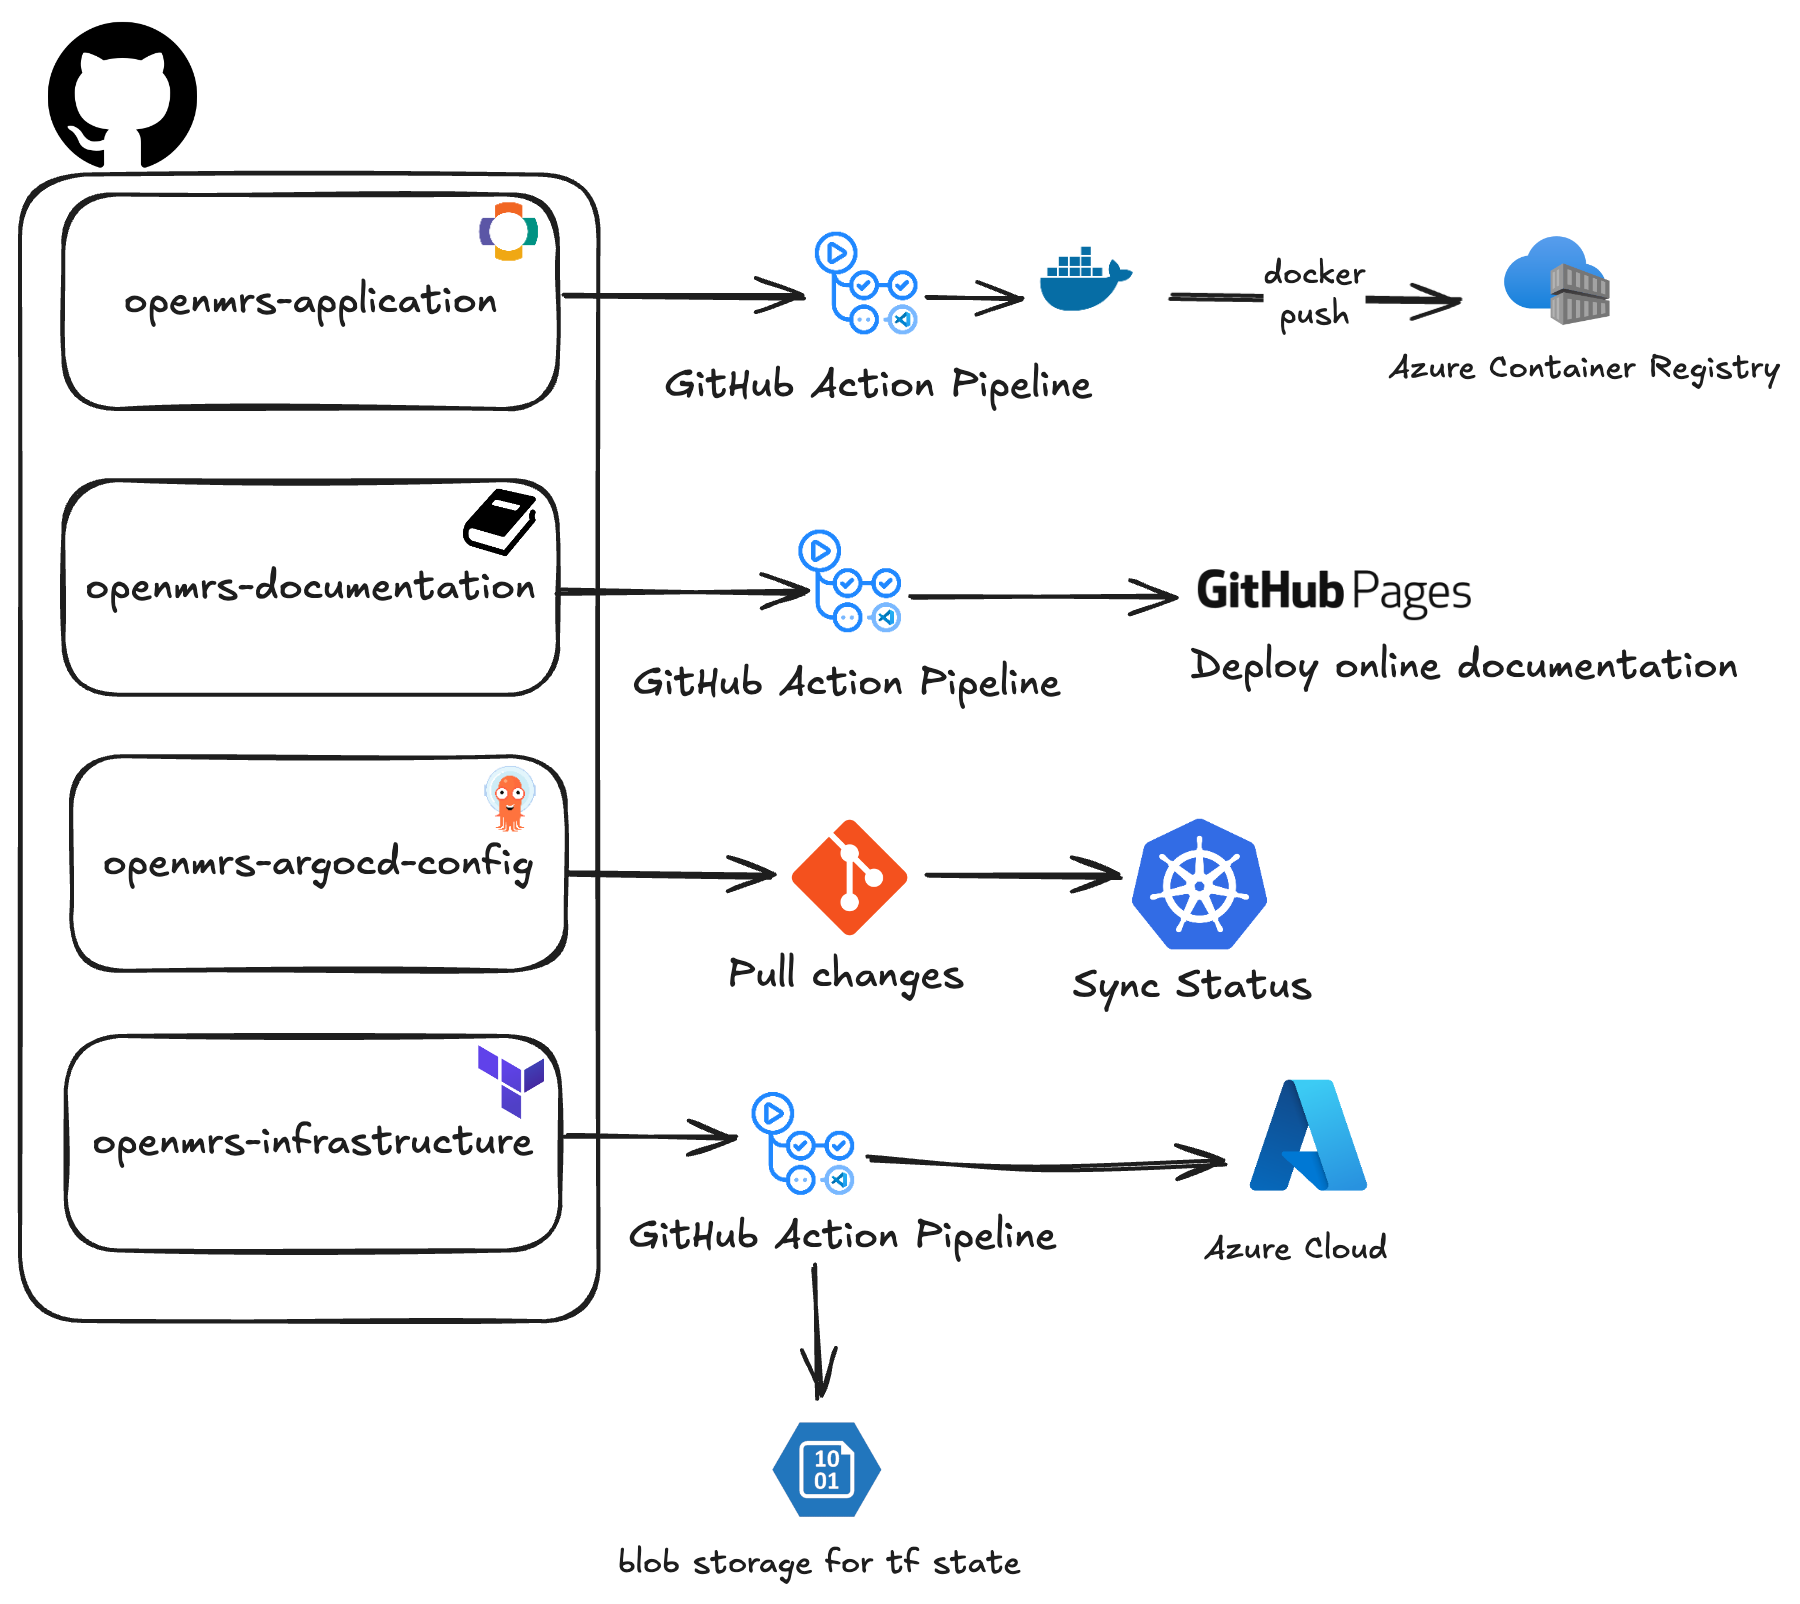 openmrs-application
GitHub Action Pipeline
docker
push
Azure Container Registry
openmrs-documentation
GitHub Action Pipeline
GitHub Pages
Deploy online documentation
openmrs-argocd-config
Pull changes
Sync Status
openmrs-infrastructure
GitHub Action Pipeline
Azure Cloud
10
01
blob storage for tf state